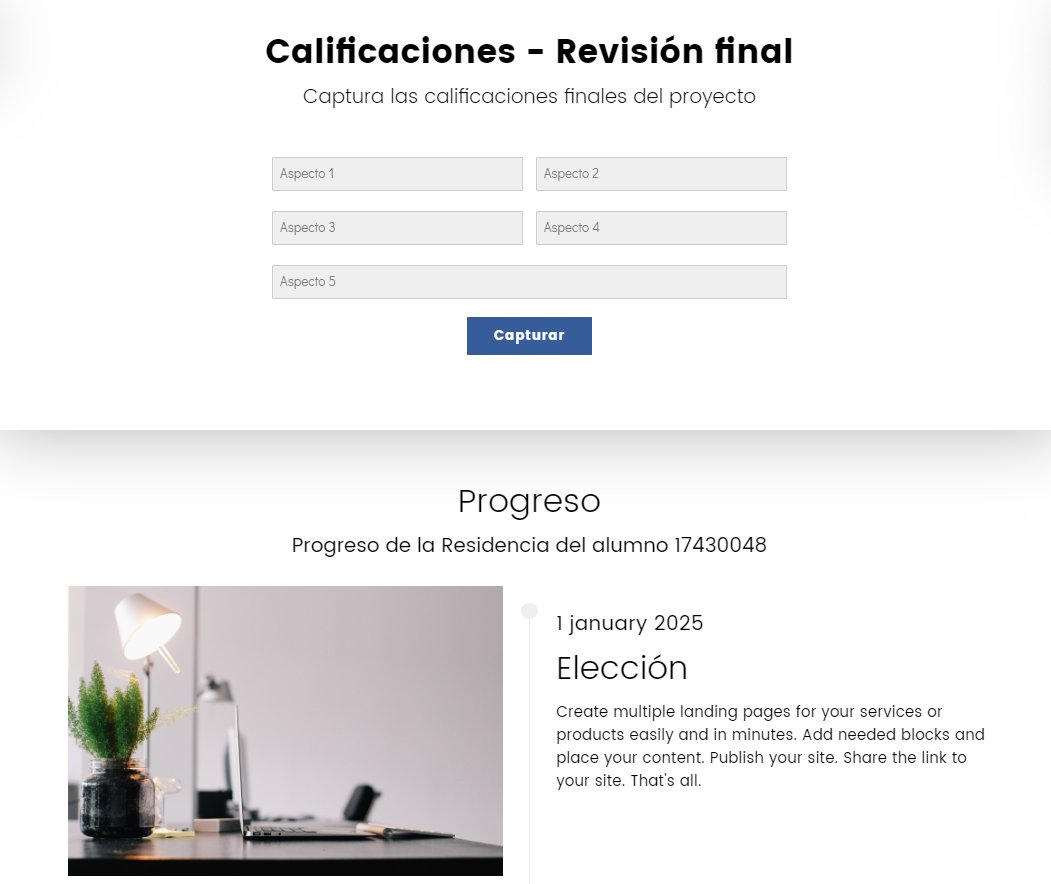 Calificaciones - Revisión final
Captura las calificaciones finales del proyecto
Aspecto 1
Aspecto 2
Aspecto 3
Aspecto 4
Aspecto 5
Capturar
Progreso
Progreso de la Residencia del alumno 17430048
1 january 2025
Elección
Create multiple landing pages for your services or
products easily and in minutes. Add needed blocks and
place your content. Publish your site. Share the link to
your site. That's all.